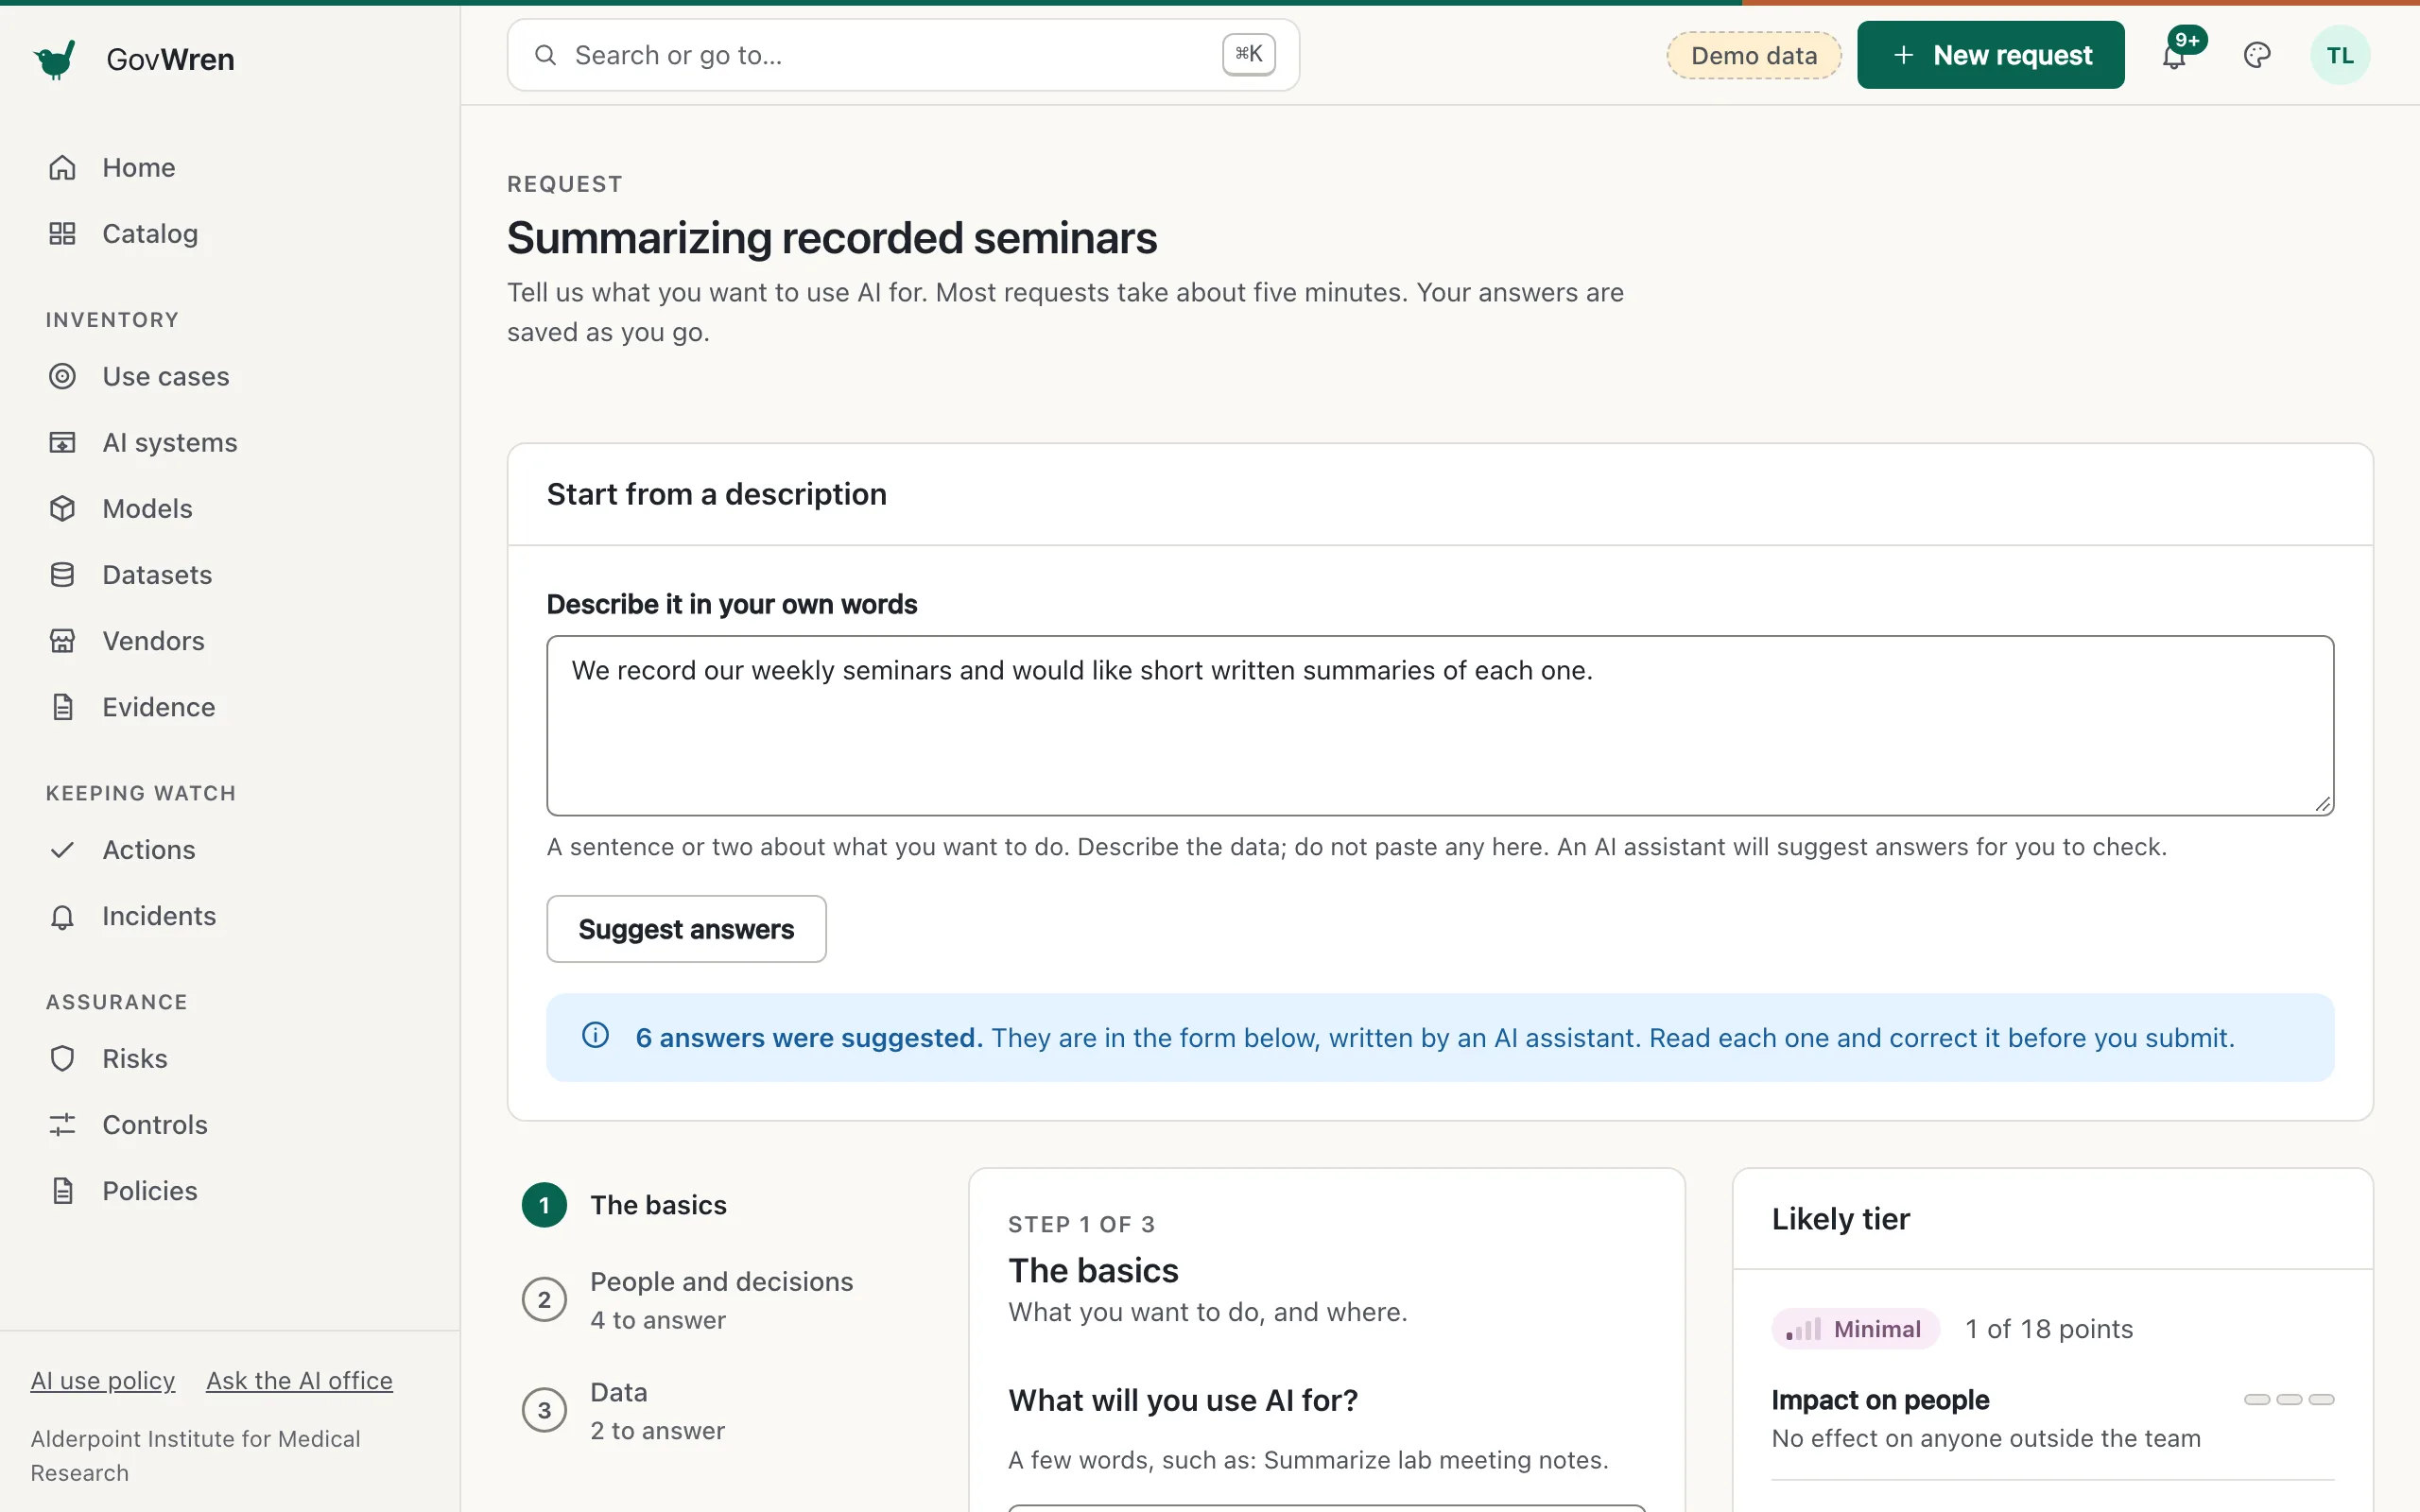 GovWren
Search or go to...
⌘K
Demo data
+ New request
9+
TL
Home
Catalog
INVENTORY
Use cases
AI systems
Models
Datasets
Vendors
Evidence
KEEPING WATCH
Actions
Incidents
ASSURANCE
Risks
Controls
Policies
AI use policy
Ask the AI office
Alderpoint Institute for Medical
Research
REQUEST
Summarizing recorded seminars
Tell us what you want to use AI for. Most requests take about five minutes. Your answers are
saved as you go.
Start from a description
Describe it in your own words
We record our weekly seminars and would like short written summaries of each one.
A sentence or two about what you want to do. Describe the data; do not paste any here. An AI assistant will suggest answers for you to check.
Suggest answers
6 answers were suggested. They are in the form below, written by an AI assistant. Read each one and correct it before you submit.
1 The basics
2 People and decisions
4 to answer
3 Data
2 to answer
STEP 1 OF 3
The basics
What you want to do, and where.
What will you use AI for?
A few words, such as: Summarize lab meeting notes.
Likely tier
Minimal
1 of 18 points
Impact on people
No effect on anyone outside the team